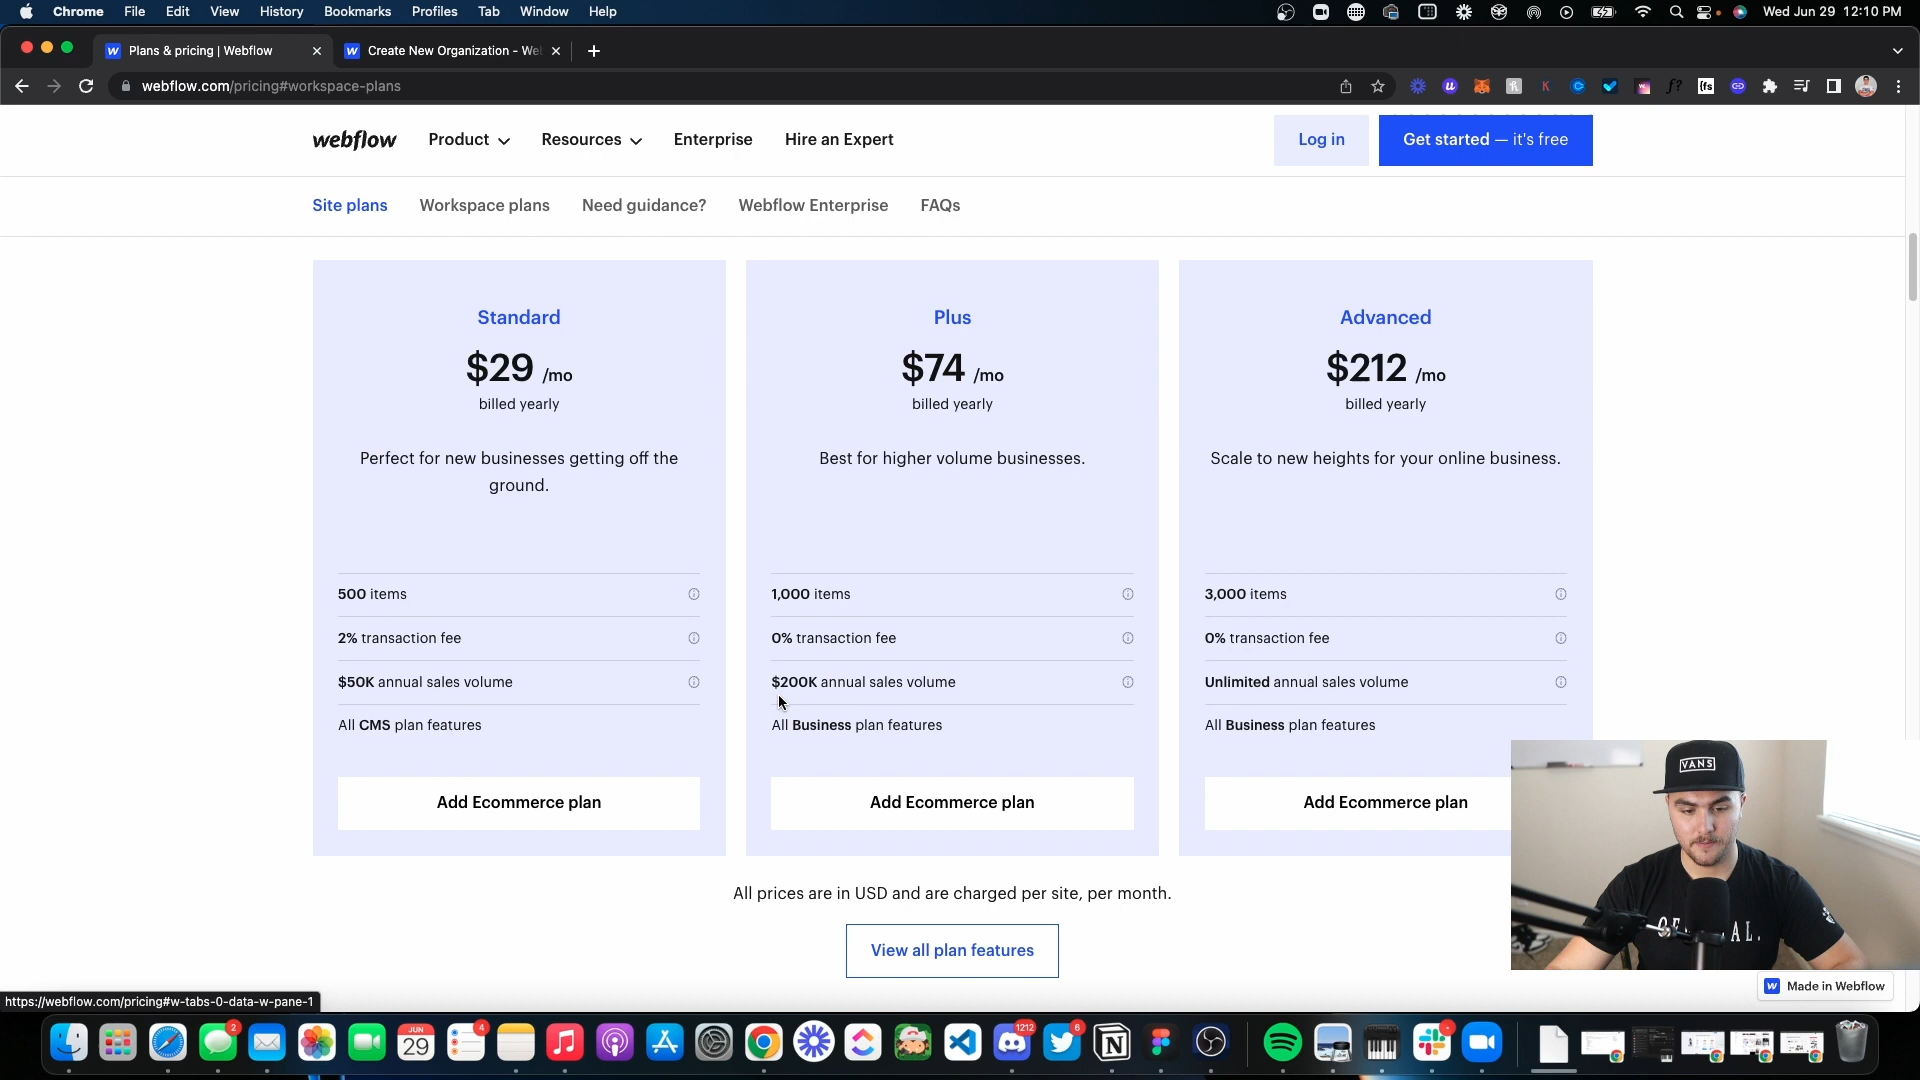 Chrome File Edit View History Bookmarks Profiles Tab Window Help
Wed Jun 29 12:10 PM
Plans & pricing | Webflow
Create New Organization - We
webflow.com/pricing#workspace-plans
webflow Product Resources Enterprise Hire an Expert
Log in
Get started — it's free
Site plans Workspace plans Need guidance? Webflow Enterprise FAQs
Standard
$29 /mo
billed yearly
Perfect for new businesses getting off the
ground.
500 items
2% transaction fee
$50K annual sales volume
All CMS plan features
Add Ecommerce plan
Plus
$74 /mo
billed yearly
Best for higher volume businesses.
1,000 items
0% transaction fee
$200K annual sales volume
All Business plan features
Add Ecommerce plan
Advanced
$212 /mo
billed yearly
Scale to new heights for your online business.
3,000 items
0% transaction fee
Unlimited annual sales volume
All Business plan features
Add Ecommerce plan
All prices are in USD and are charged per site, per month.
View all plan features
VANS
Made in Webflow
https://webflow.com/pricing#w-tabs-0-data-w-pane-1
2
JUN
29
4
1212
6